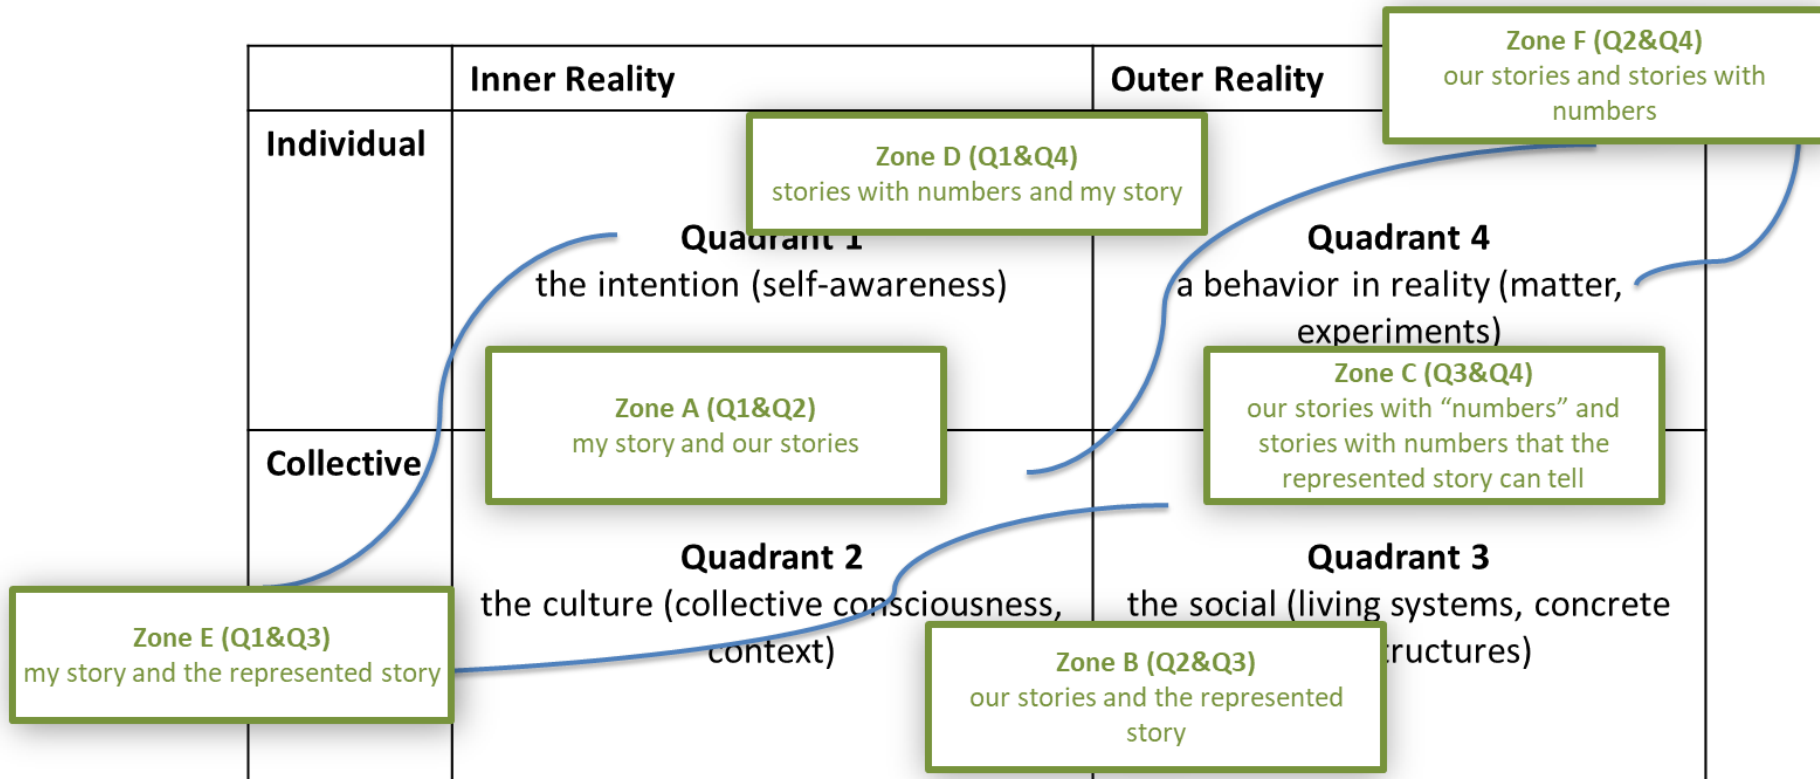 Zone F (Q2&Q4)
our stories and stories with
numbers
Inner Reality
Outer Reality
Individual
Zone D (Q1&Q4)
stories with numbers and my story
Quadrant 1
the intention (self-awareness)
Quadrant 4
a behavior in reality (matter,
experiments)
Zone A (Q1&Q2)
my story and our stories
Zone C (Q3&Q4)
our stories with “numbers” and
stories with numbers that the
represented story can tell
Collective
Quadrant 2
the culture (collective consciousness,
context)
Quadrant 3
the social (living systems, concrete
tructures)
Zone E (Q1&Q3)
my story and the represented story
Zone B (Q2&Q3)
our stories and the represented
story